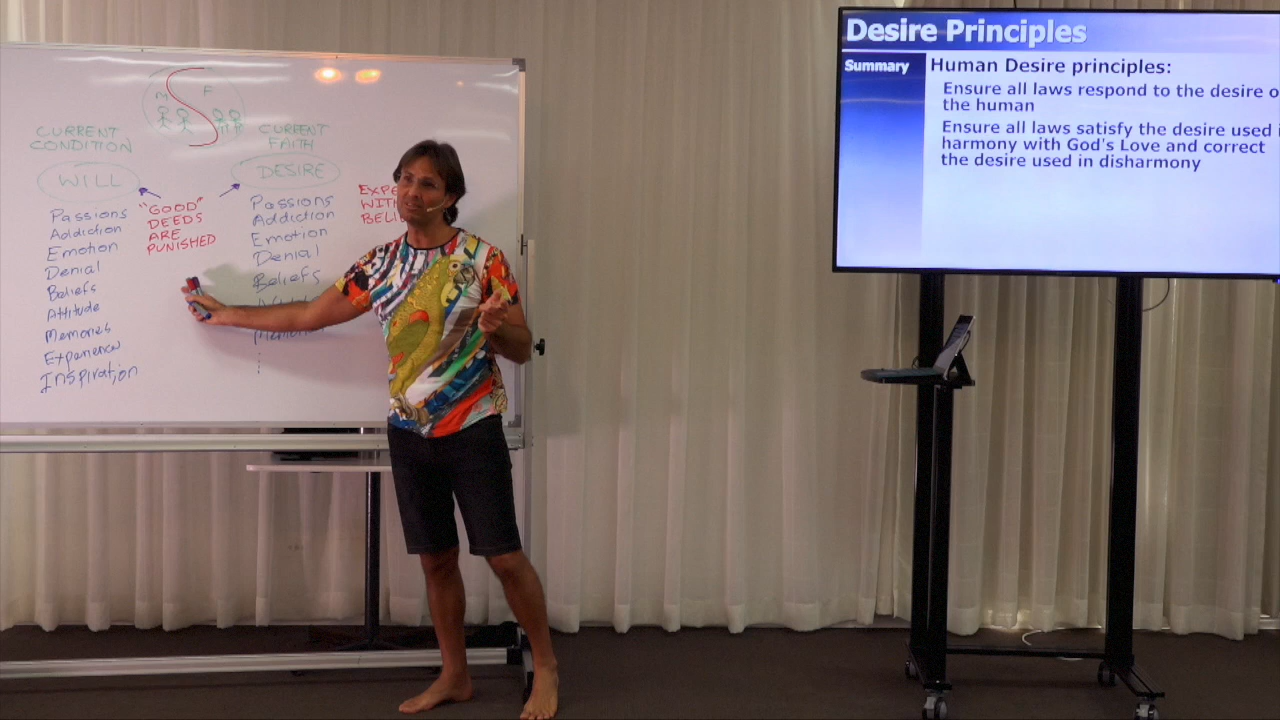 M
F
S
CURRENT
CONDITION
WILL
Passions
Addiction
Emotion
Denial
Beliefs
Attitude
Memories
Experience
Inspiration
"GOOD"
DEEDS
ARE
PUNISHED
CURRENT
FAITH
DESIRE
Passions
Addiction
Emotion
Denial
Beliefs
EXPE
WITH
BELI
Desire Principles
Summary
Human Desire principles:
Ensure all laws respond to the desire o
the human
Ensure all laws satisfy the desire used i
harmony with God's Love and correct
the desire used in disharmony